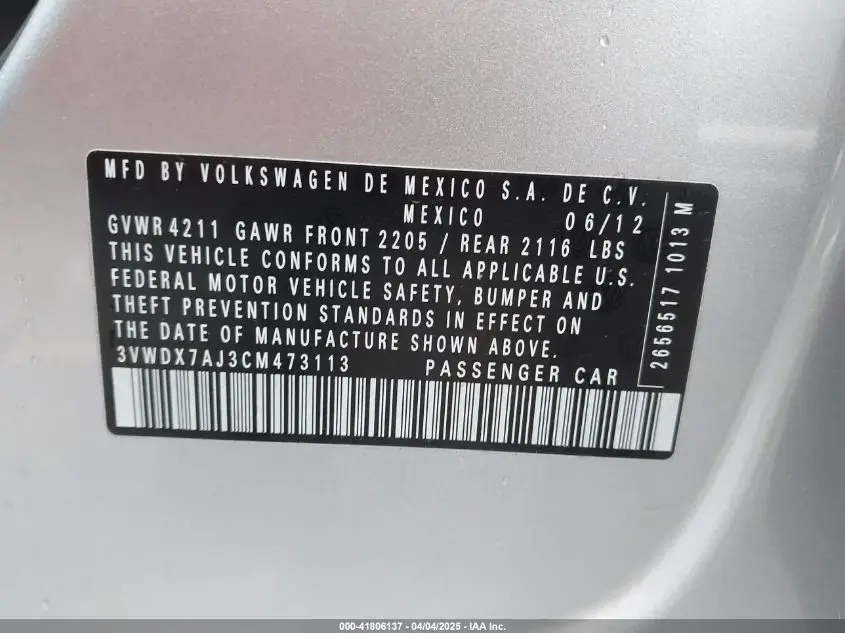 MFD BY VOLKSWAGEN DE MEXICO S.A. DE C.V.
MEXICO 06/12
GVWR 4211 GAWR FRONT 2205 / REAR 2116 LBS
THIS VEHICLE CONFORMS TO ALL APPLICABLE U.S.
FEDERAL MOTOR VEHICLE SAFETY, BUMPER AND
THEFT PREVENTION STANDARDS IN EFFECT ON
THE DATE OF MANUFACTURE SHOWN ABOVE.
3VWDX7AJ3CM473113 PASSENGER CAR
2656517 1013 M
000-41806137 - 04/04/2025 - IAA Inc.